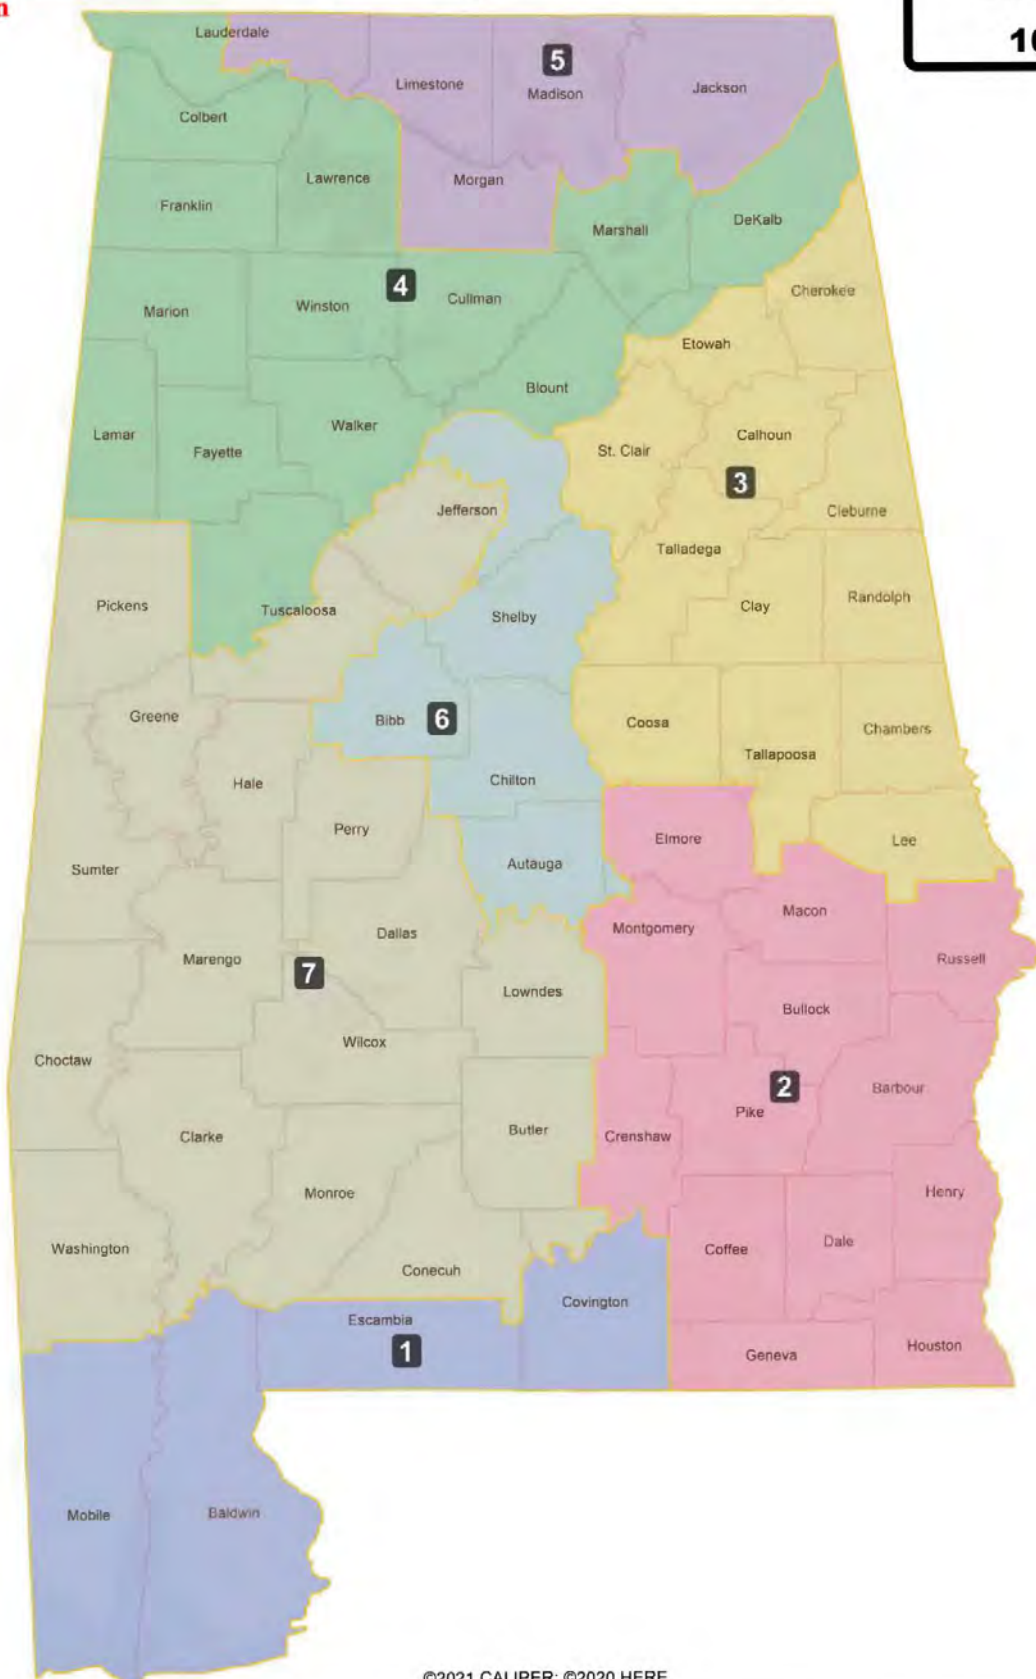 n
10
Lauderdale
5
Limestone
Madison
Jackson
Colbert
Lawrence
Morgan
Franklin
Marshall
DeKalb
4
Marion
Winston
Cullman
Cherokee
Etowah
Blount
Lamar
Fayette
Walker
St. Clair
Calhoun
3
Jefferson
Cleburne
Talladega
Pickens
Tuscaloosa
Shelby
Clay
Randolph
Greene
Bibb
6
Coosa
Chambers
Tallapoosa
Hale
Chilton
Perry
Elmore
Lee
Sumter
Autauga
Macon
Dallas
Montgomery
Marengo
7
Russell
Lowndes
Bullock
Choctaw
Wilcox
2
Barbour
Pike
Clarke
Butler
Crenshaw
Monroe
Henry
Washington
Coffee
Dale
Conecuh
Covington
Escambia
1
Geneva
Houston
Mobile
Baldwin
©2021 CALIPER; ©2020 HERE